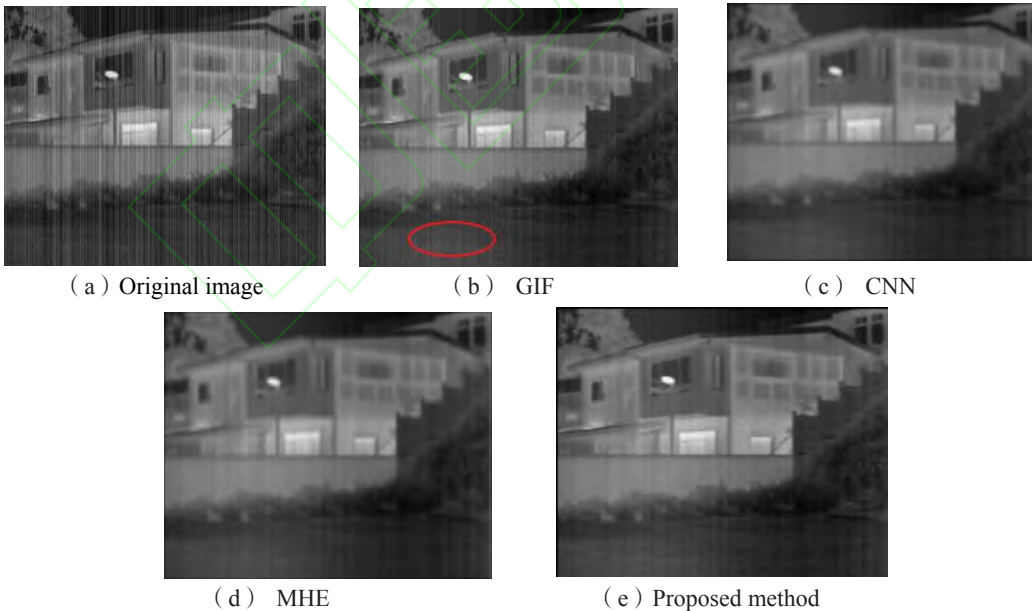 （a）Original image
（b） GIF
（c） CNN
（d） MHE
（e）Proposed method